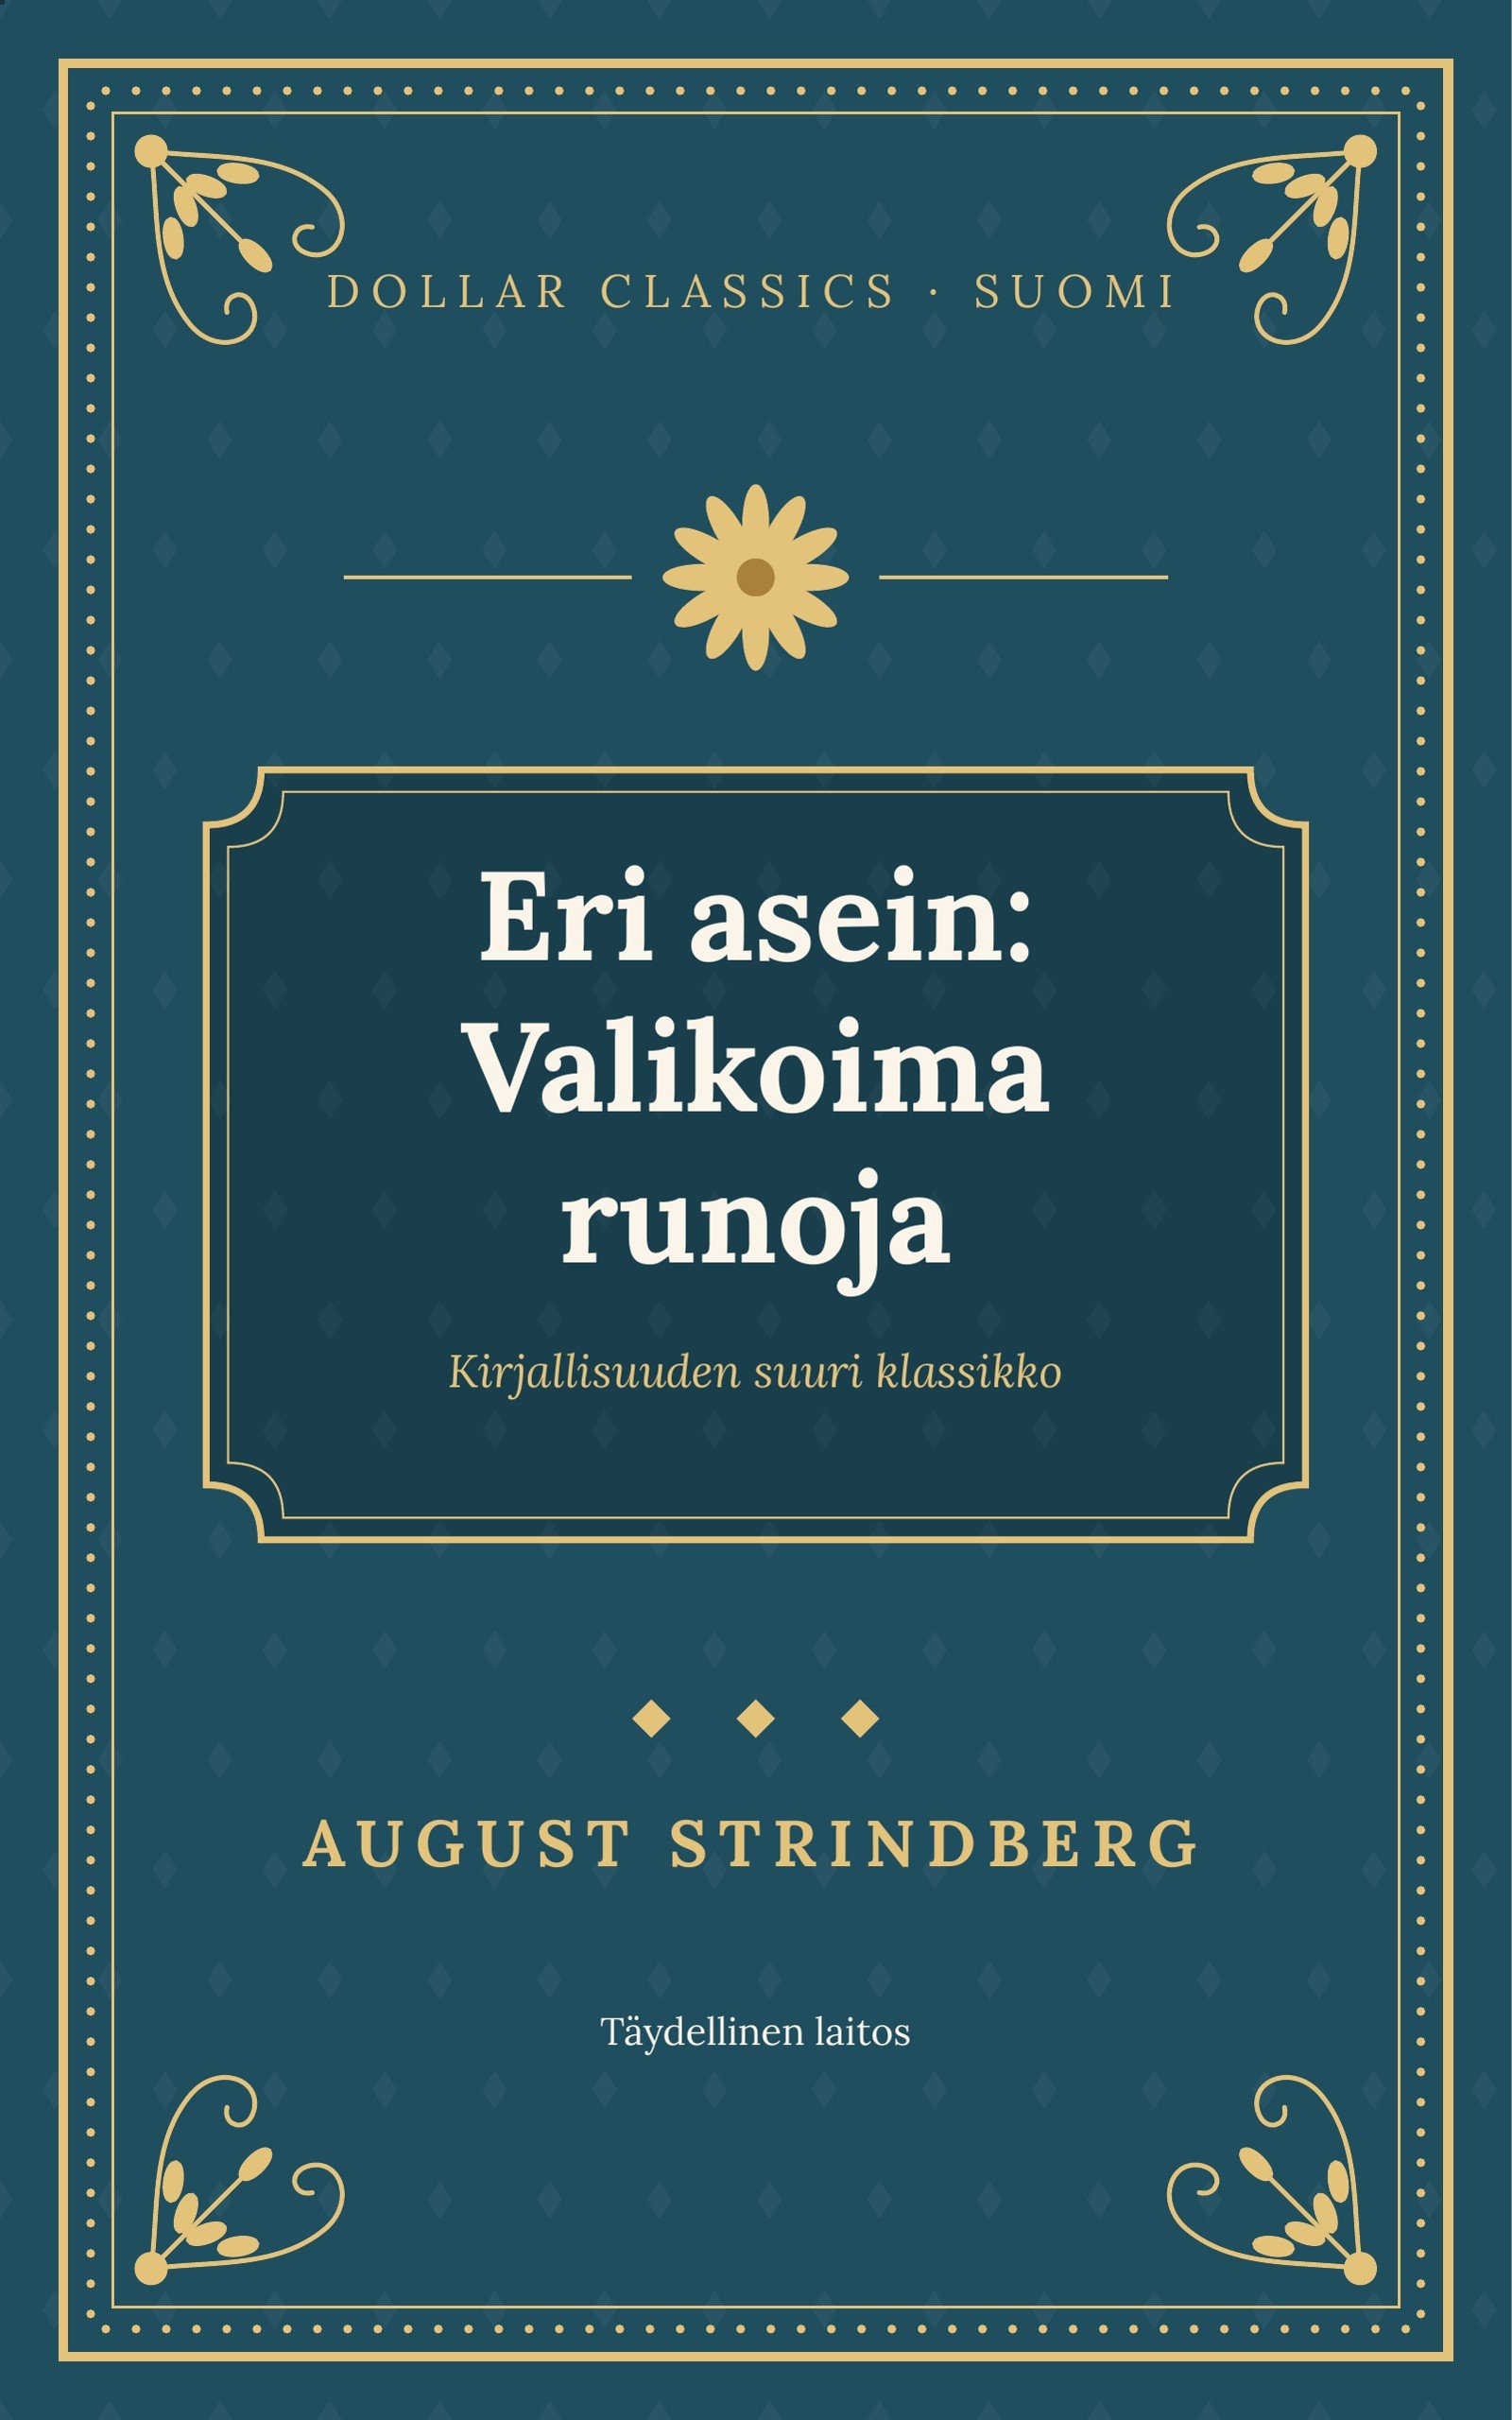 DOLLAR CLASSICS · SUOMI
Eri asein:
Valikoima
runoja
Kirjallisuuden suuri klassikko
AUGUST STRINDBERG
Täydellinen laitos